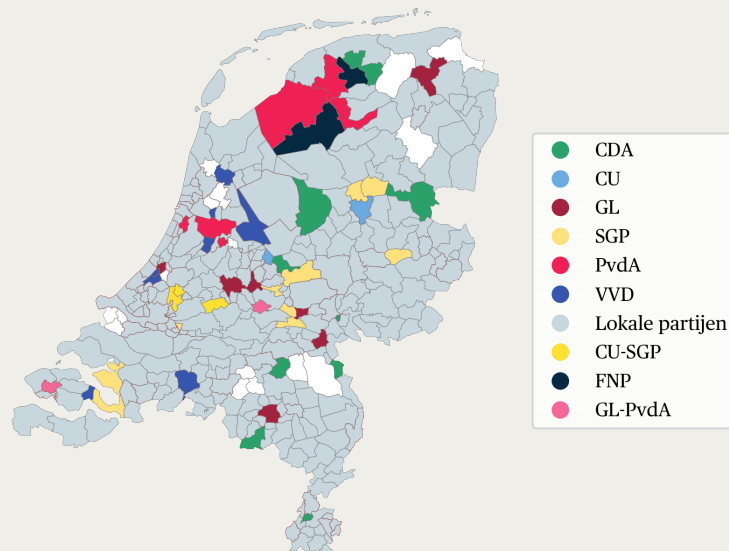 CDA
CU
GL
SGP
PvdA
VVD
Lokale partijen
CU-SGP
FNP
GL-PvdA